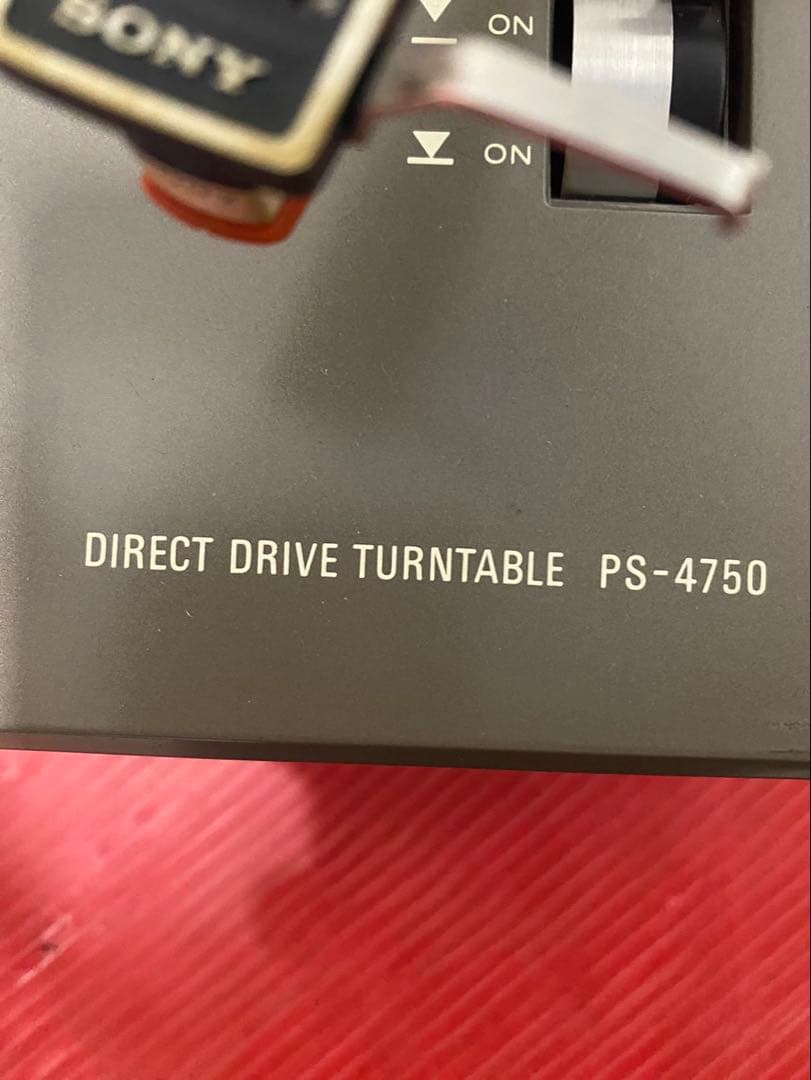 SONY
ON
ON
DIRECT DRIVE TURNTABLE PS-4750